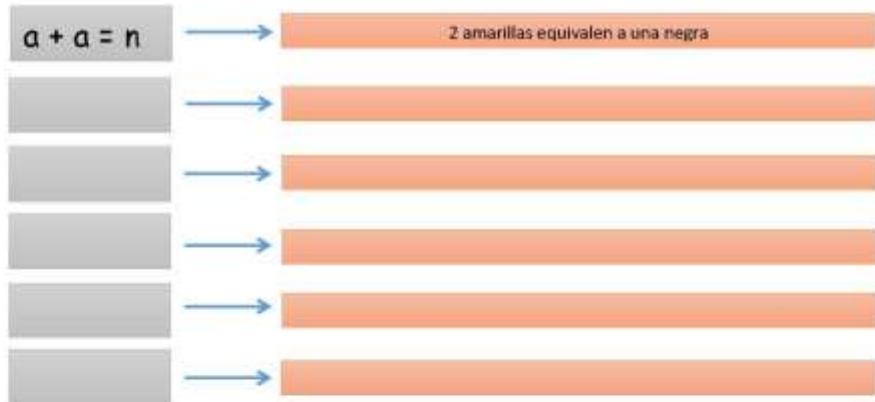 a + a = n
2 amarillas equivalen a una negra